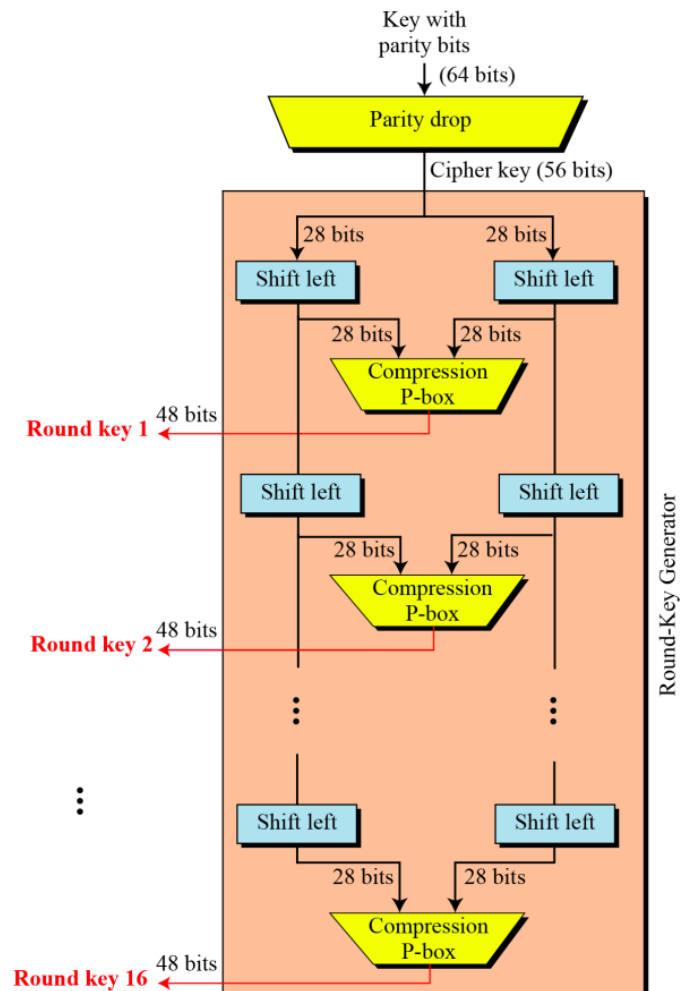 Key with
parity bits
(64 bits)
Parity drop
Cipher key (56 bits)
28 bits
28 bits
Shift left
Shift left
28 bits
28 bits
Compression
P-box
48 bits
Round key 1
Shift left
Shift left
28 bits
28 bits
Compression
P-box
48 bits
Round key 2
Round-Key Generator
Shift left
Shift left
28 bits
28 bits
Compression
P-box
48 bits
Round key 16